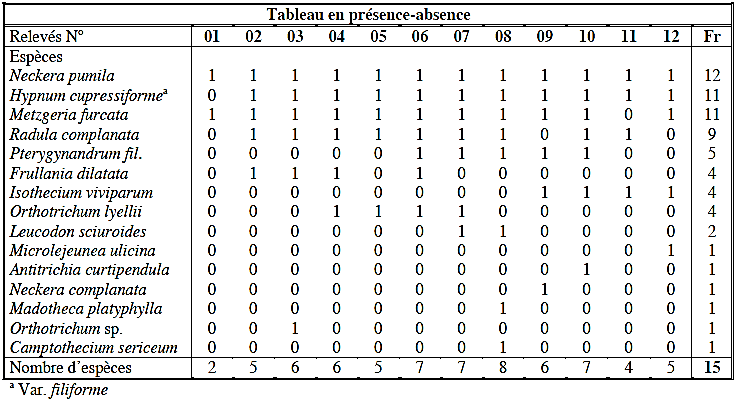 Tableau en présence-absence
Relevés N° 01 02 03 04 05 06 07 08 09 10 11 12 Fr
Espèces
Neckera pumila 1 1 1 1 1 1 1 1 1 1 1 1 12
Hypnum cupressiformeª 0 1 1 1 1 1 1 1 1 1 1 1 11
Metzgeria furcata 1 1 1 1 1 1 1 1 1 1 0 1 11
Radula complanata 0 1 1 1 1 1 1 1 0 1 1 0 9
Pterygynandrum fil. 0 0 0 0 0 1 1 1 1 1 0 0 5
Frullania dilatata 0 1 1 1 0 1 0 0 0 0 0 0 4
Isothecium viviparum 0 0 0 0 0 0 0 0 1 1 1 1 4
Orthotrichum lyellii 0 0 0 1 1 1 1 0 0 0 0 0 4
Leucodon sciuroides 0 0 0 0 0 0 1 1 0 0 0 0 2
Microlejeunea ulicina 0 0 0 0 0 0 0 0 0 0 0 1 1
Antitrichia curtipendula 0 0 0 0 0 0 0 0 0 1 0 0 1
Neckera complanata 0 0 0 0 0 0 0 0 1 0 0 0 1
Madotheca platyphylla 0 0 0 0 0 0 0 1 0 0 0 0 1
Orthotrichum sp. 0 0 1 0 0 0 0 0 0 0 0 0 1
Camptothecium sericeum 0 0 0 0 0 0 0 1 0 0 0 0 1
Nombre d'espèces 2 5 6 6 5 7 7 8 6 7 4 5 15
ª Var. filiforme